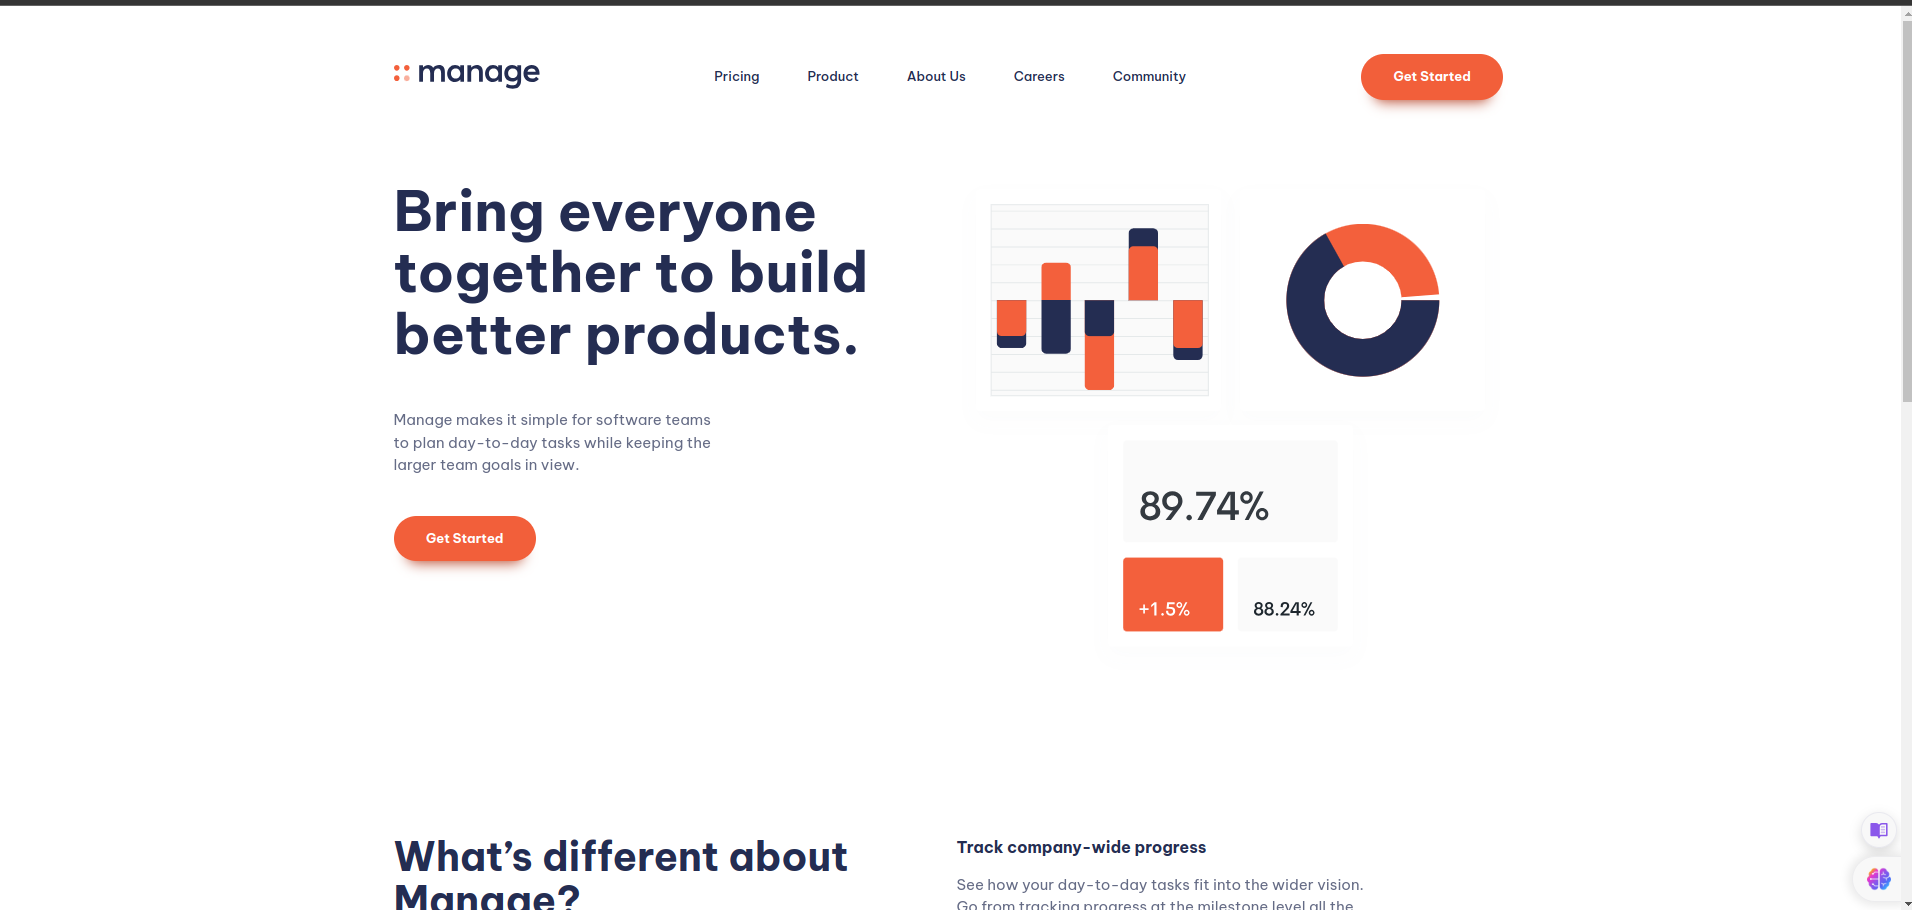 manage
Pricing
Product
About Us
Careers
Community
Get Started
Bring everyone
together to build
better products.
Manage makes it simple for software teams
to plan day-to-day tasks while keeping the
larger team goals in view.
Get Started
89.74%
+1.5%
88.24%
What’s different about
Manage?
Track company-wide progress
See how your day-to-day tasks fit into the wider vision.
Go from tracking progress at the milestone level all the